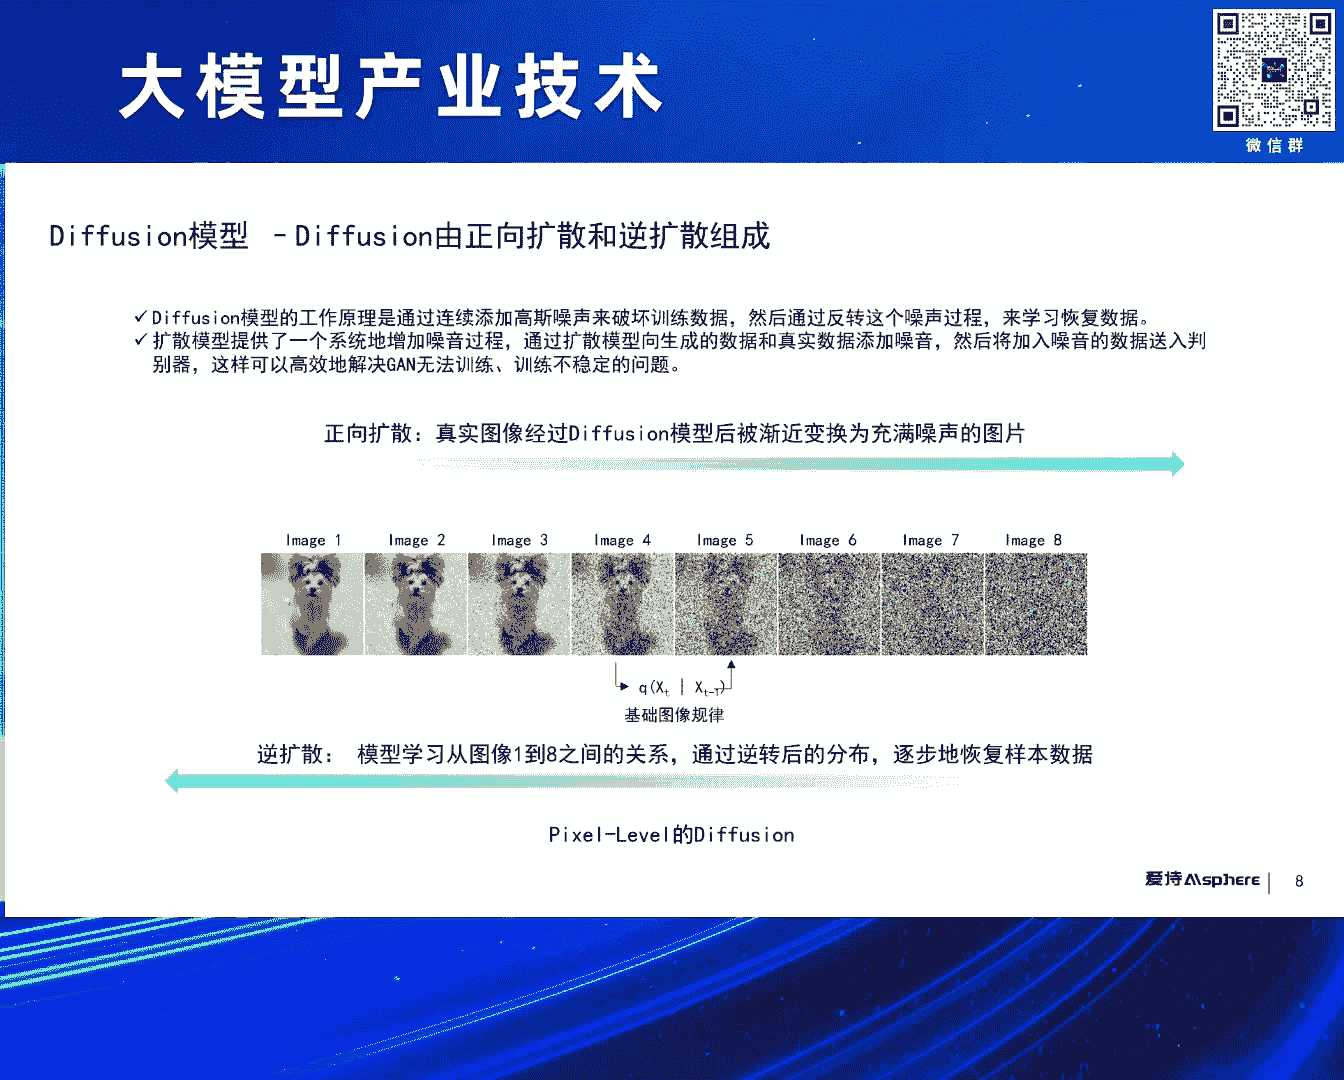 大模型产业技术
微信群
Diffusion模型 -Diffusion由正向扩散和逆扩散组成
✓Diffusion模型的工作原理是通过连续添加高斯噪声来破坏训练数据，然后通过反转这个噪声过程，来学习恢复数据。
✓扩散模型提供了一个系统地增加噪音过程，通过扩散模型向生成的数据和真实数据添加噪音，然后将加入噪音的数据送入判
别器，这样可以高效地解决GAN无法训练、训练不稳定的问题。
正向扩散：真实图像经过Diffusion模型后被渐近变换为充满噪声的图片
Image 1 Image 2 Image 3 Image 4 Image 5 Image 6 Image 7 Image 8
q(Xt | Xt-1)
基础图像规律
逆扩散： 模型学习从图像1到8之间的关系，通过逆转后的分布，逐步地恢复样本数据
Pixel-Level的Diffusion
爱诗AIsphere 8